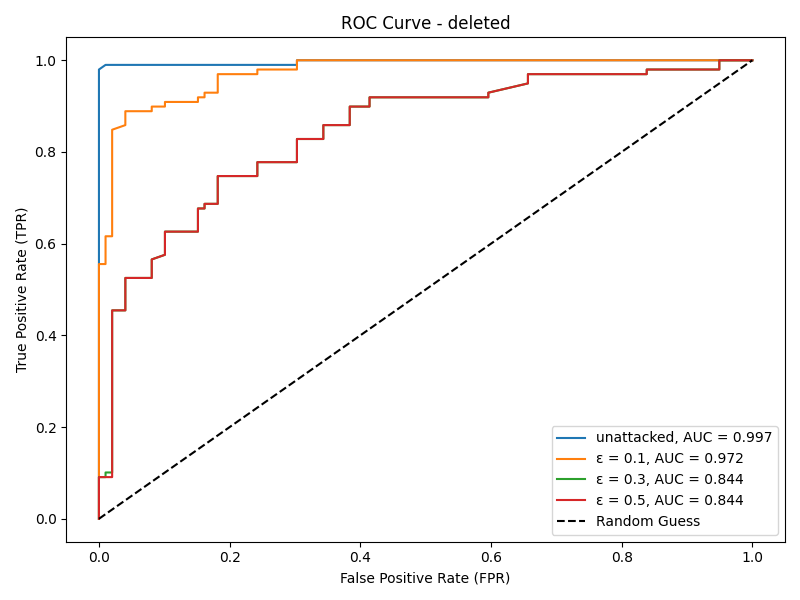 ROC Curve - deleted
True Positive Rate (TPR)
1.0
0.8
0.6
0.4
0.2
0.0
unattacked, AUC = 0.997
ε = 0.1, AUC = 0.972
ε = 0.3, AUC = 0.844
ε = 0.5, AUC = 0.844
Random Guess
0.0 0.2 0.4 0.6 0.8 1.0
False Positive Rate (FPR)